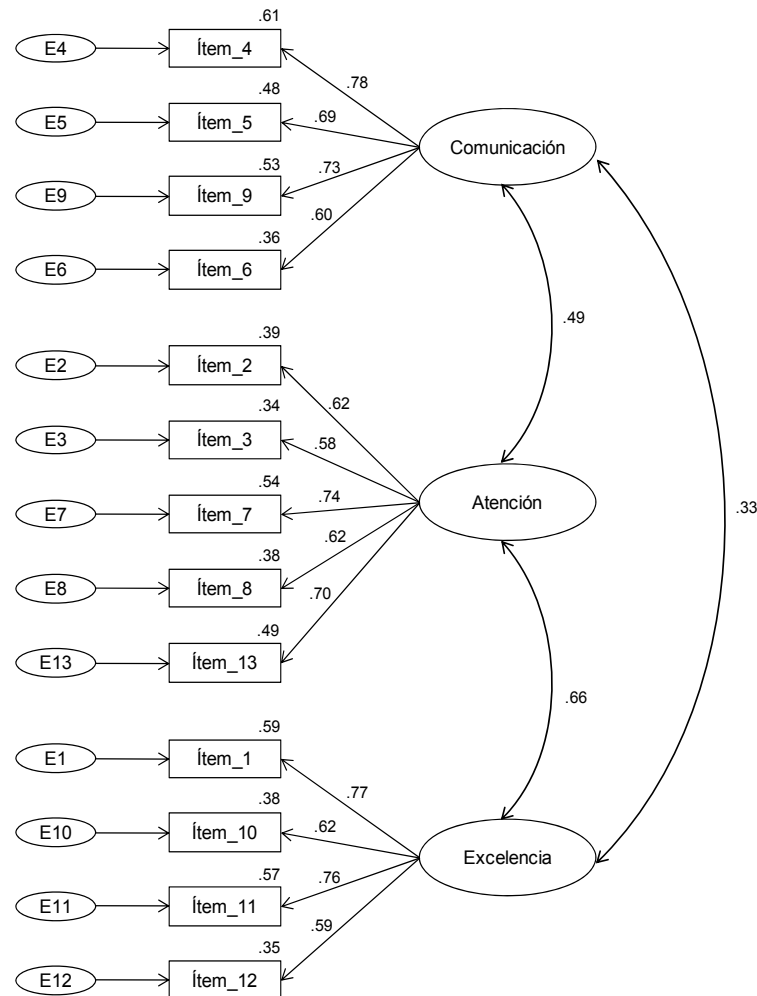 .61
E4 Ítem_4
.78
.48
E5 Ítem_5 .69
Comunicación
.53 .73
E9 Ítem_9
.60
.36
E6 Ítem_6
.49
.39
E2 Ítem_2
.62
.34
E3 Ítem_3 .58
.54 .74
E7 Ítem_7 Atención .33
.62
.38
E8 Ítem_8
.70
.49
E13 Ítem_13
.66
.59
E1 Ítem_1
.77
.38
E10 Ítem_10 .62
Excelencia
.57 .76
E11 Ítem_11
.59
.35
E12 Ítem_12